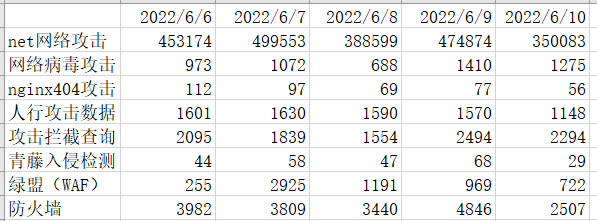 2022/6/6 2022/6/7 2022/6/8 2022/6/9 2022/6/10
net网络攻击 453174 499553 388599 474874 350083
网络病毒攻击 973 1072 688 1410 1275
nginx404攻击 112 97 69 77 56
人行攻击数据 1601 1630 1590 1570 1148
攻击拦截查询 2095 1839 1554 2494 2294
青藤入侵检测 44 58 47 68 29
绿盟（WAF） 255 2925 1191 969 722
防火墙 3982 3809 3440 4846 2507